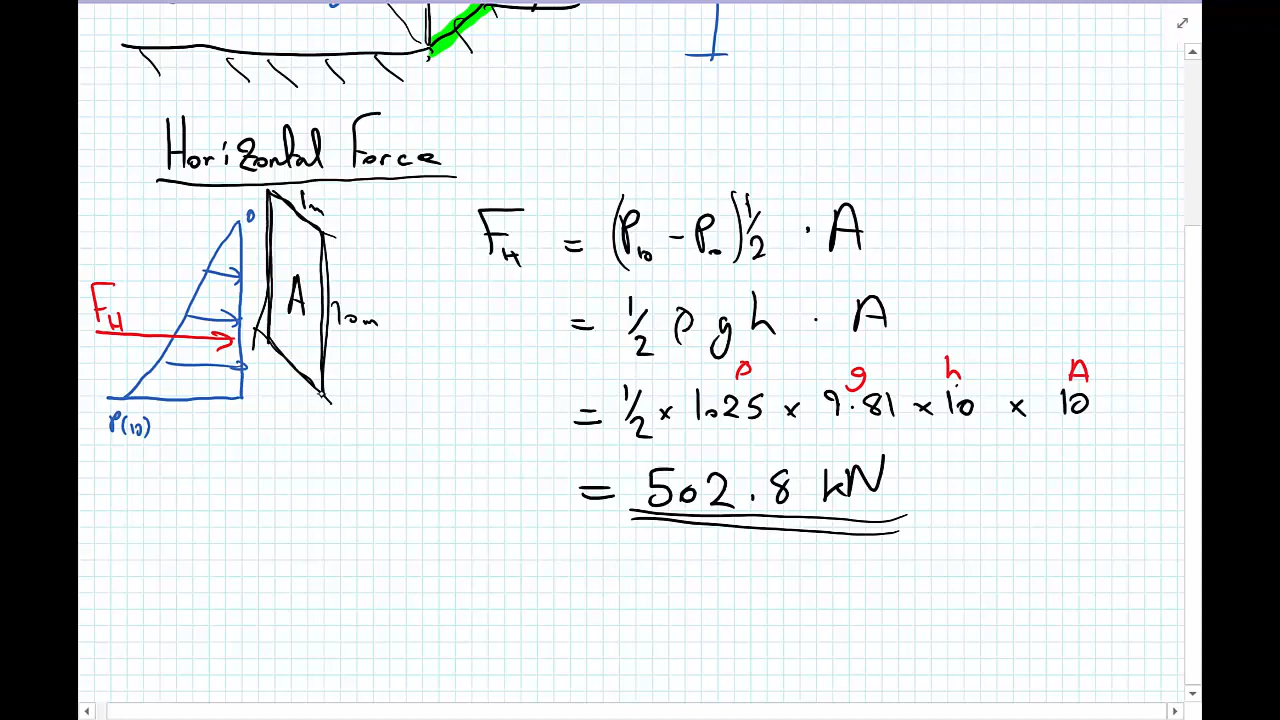 Horizontal Force
1m
0
F_H = (P_10 - P_0) 1/2 · A
A
F_H
10m
= 1/2 ρ g h · A
ρ g h A
= 1/2 × 1.025 × 9.81 × 10 × 10
P(10)
= 502.8 kN